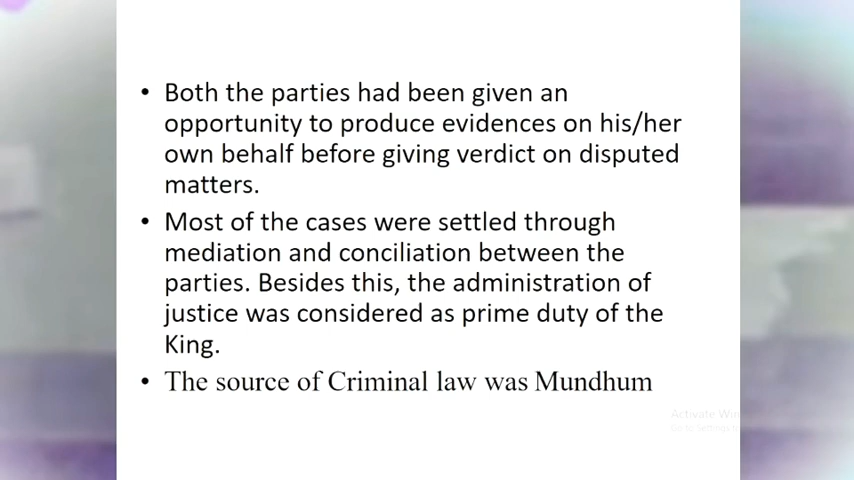 • Both the parties had been given an
opportunity to produce evidences on his/her
own behalf before giving verdict on disputed
matters.
• Most of the cases were settled through
mediation and conciliation between the
parties. Besides this, the administration of
justice was considered as prime duty of the
King.
• The source of Criminal law was Mundhum
Activate